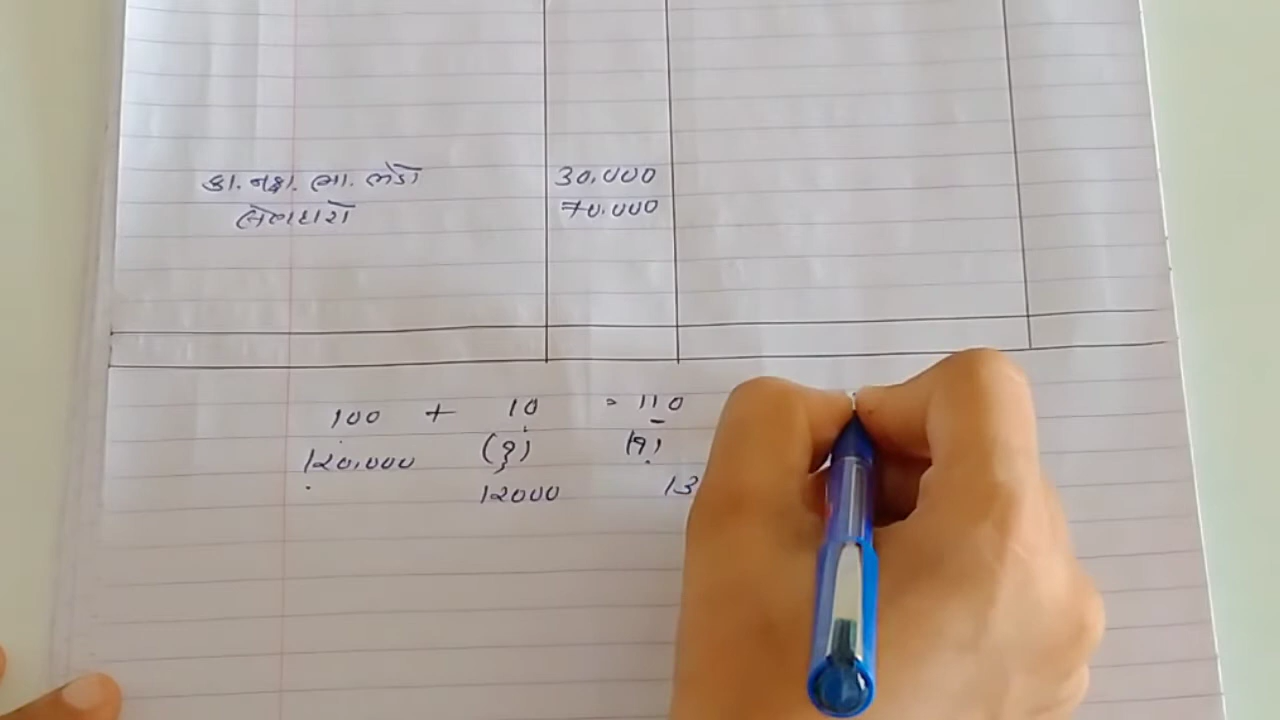 કા. નફા. ભા. ભંડો 30,000
લેણદારો 70.000
100 + 10 = 110
120,000 (?) (?)
12000 13